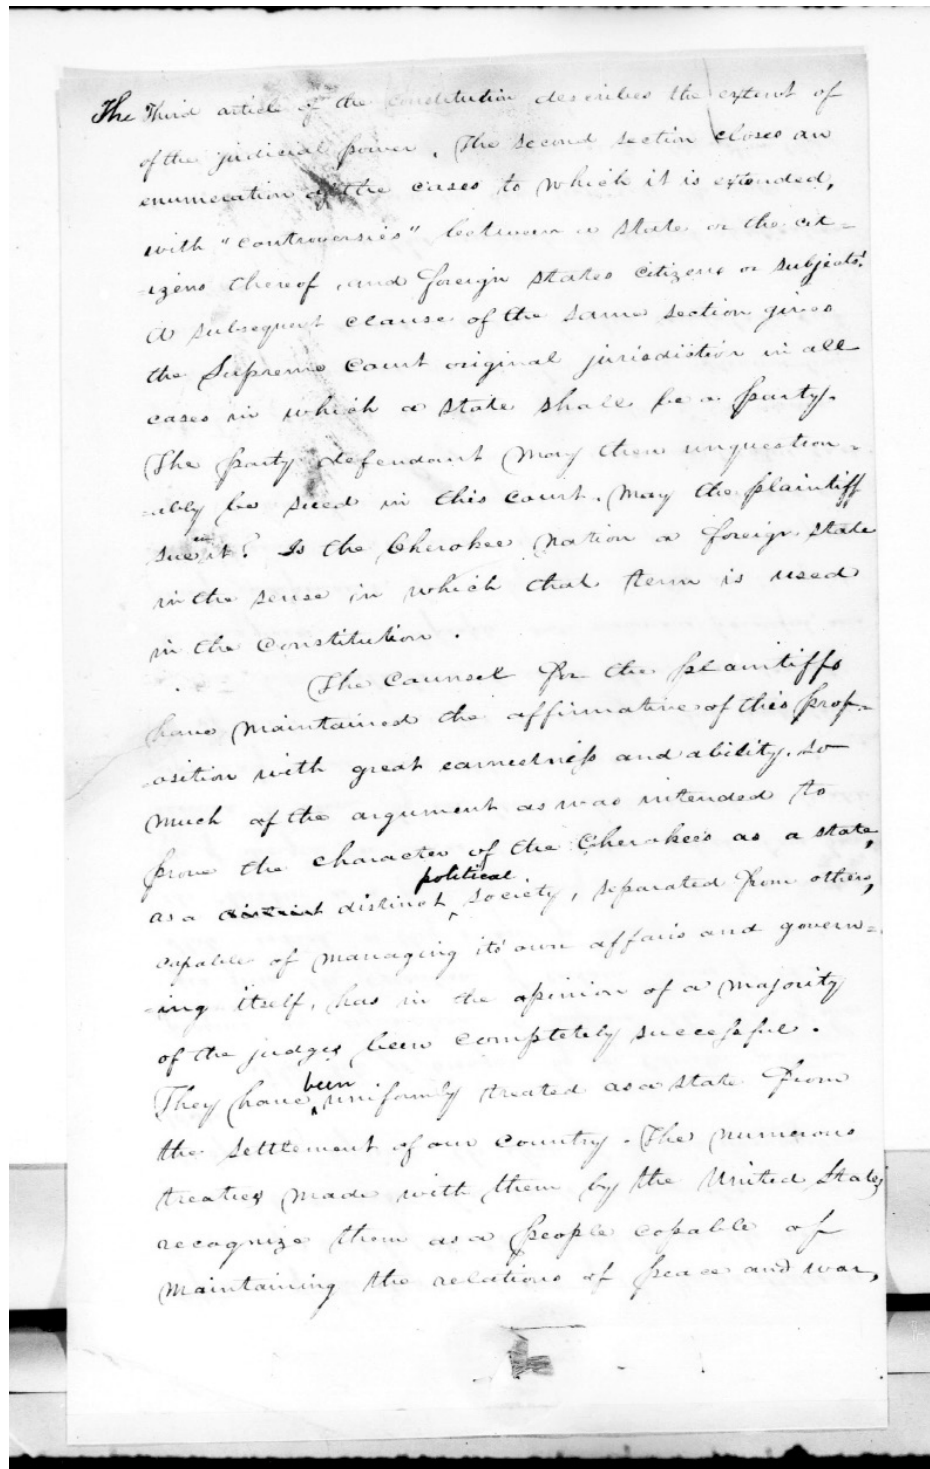 The Third article of the Constitution describes the extent of
of the judicial power. The second section closes an
enumeration of the cases to which it is extended,
with "controversies" between a state or the cit=
-izens thereof, and foreign states citizens or subjects."
A subsequent clause of the same section gives
the Supreme Court original jurisdiction in all
cases in which a state shall be a party.
The party defendant may then unquestion=
-ably be sued in this court. May the plaintiff
sue in it? Is the Cherokee Nation a foreign state
in the sense in which that term is used
in the Constitution.
The Counsel for the plaintiffs
have maintained the affirmative of this prop=
-osition with great earnestness and ability. So
much of the argument as was intended to
prove the character of the Cherokees as a state,
as a distinct political society, separated from others,
capable of managing its own affairs and govern=
-ing itself, has in the opinion of a majority
of the judges been completely successful.
They have been uniformly treated as a state from
the settlement of our country. The numerous
treaties made with them by the United States
recognize them as a people capable of
maintaining the relations of peace and war,